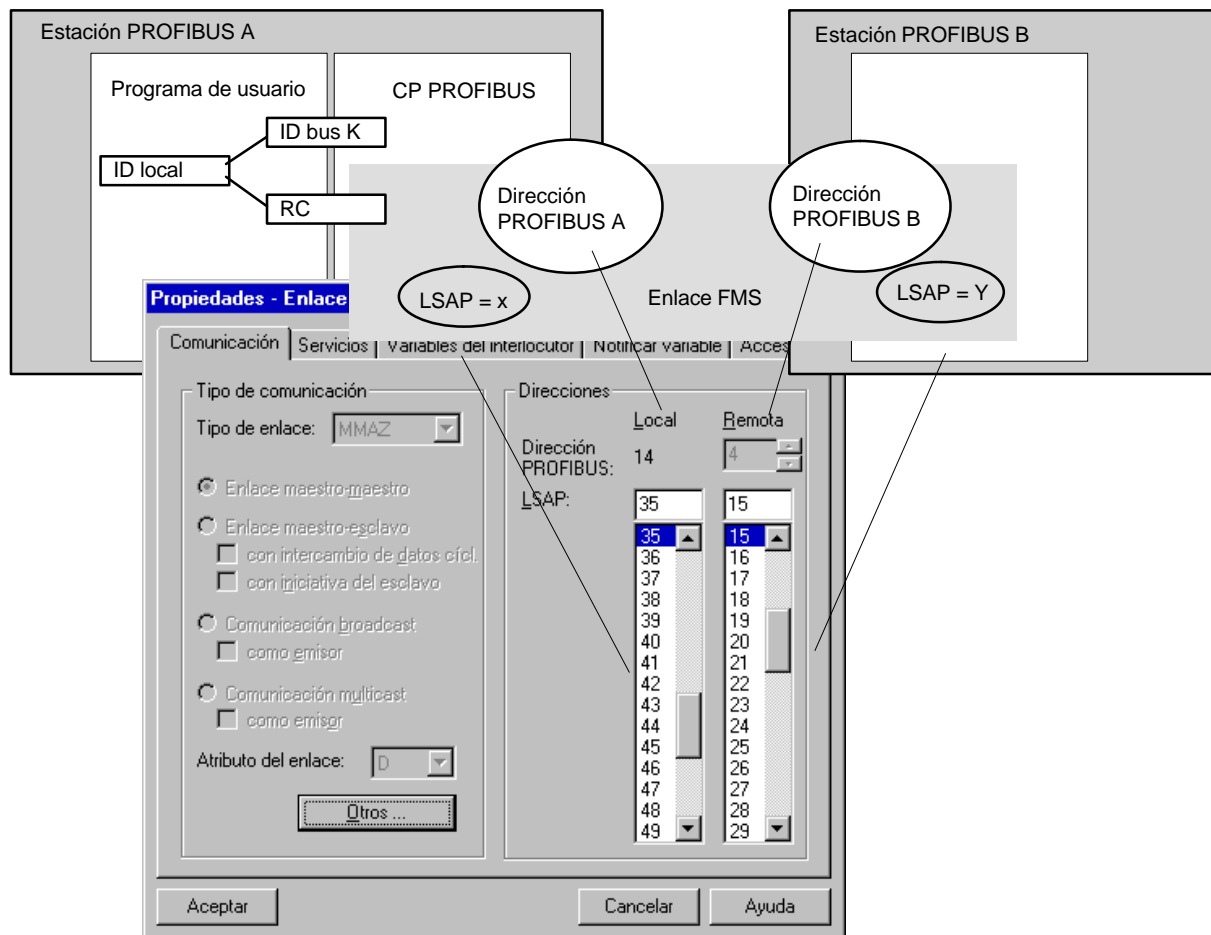 Estación PROFIBUS A
Programa de usuario
CP PROFIBUS
ID bus K
ID local
RC
Estación PROFIBUS B
Dirección
PROFIBUS A
Dirección
PROFIBUS B
LSAP = x
Enlace FMS
LSAP = Y
Propiedades - Enlace
Comunicación
Servicios
Variables del interlocutor
Notificar variable
Acces
Tipo de comunicación
Tipo de enlace:
MMAZ
Enlace maestro-maestro
Enlace maestro-esclavo
con intercambio de datos cícl.
con iniciativa del esclavo
Comunicación broadcast
como emisor
Comunicación multicast
como emisor
Atributo del enlace:
D
Otros ...
Direcciones
Local
Remota
Dirección
PROFIBUS:
14
4
LSAP:
35
15
35
36
37
38
39
40
41
42
43
44
45
46
47
48
49
15
16
17
18
19
20
21
22
23
24
25
26
27
28
29
Aceptar
Cancelar
Ayuda